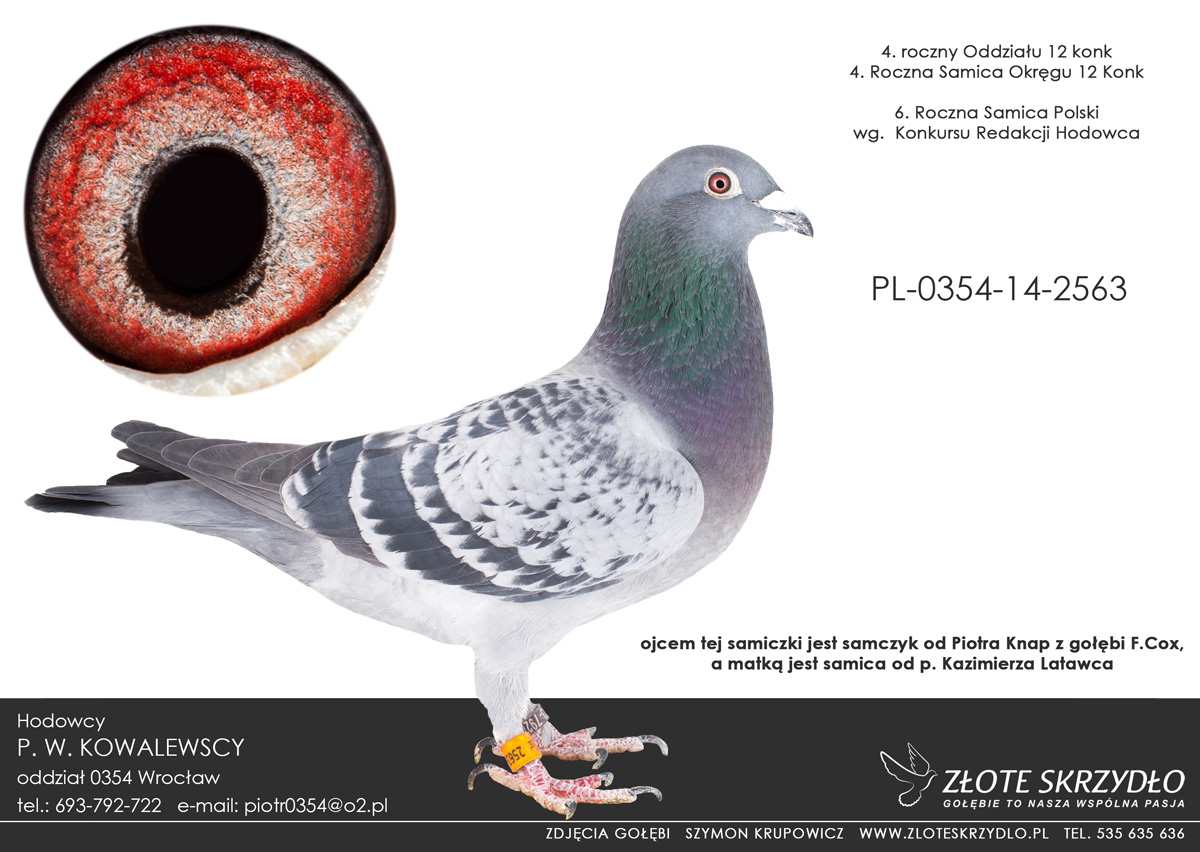 4. roczny Oddziału 12 konk
4. Roczna Samica Okręgu 12 Konk
6. Roczna Samica Polski
wg. Konkursu Redakcji Hodowca
PL-0354-14-2563
ojcem tej samiczki jest samczyk od Piotra Knap z gołębi F.Cox,
a matką jest samica od p. Kazimierza Latawca
Hodowcy
P. W. KOWALEWSCY
oddział 0354 Wrocław
tel.: 693-792-722 e-mail: piotr0354@o2.pl
ZŁOTE SKRZYDŁO
GOŁĘBIE TO NASZA WSPÓLNA PASJA
ZDJĘCIA GOŁĘBI SZYMON KRUPOWICZ WWW.ZLOTESKRZYDLO.PL TEL. 535 635 636